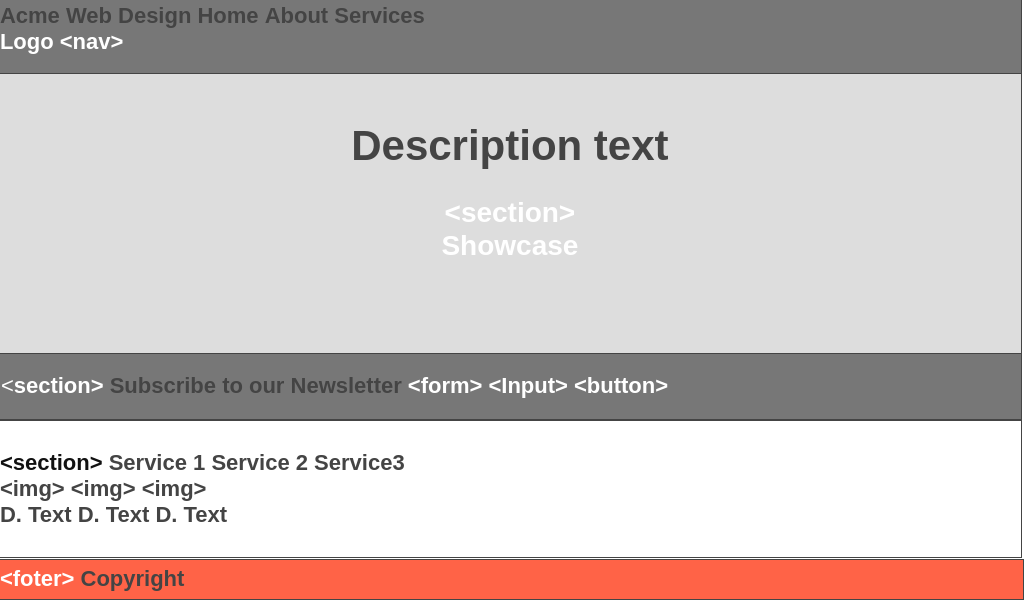 Acme Web Design Home About Services
Logo <nav>
Description text
<section>
Showcase
<section> Subscribe to our Newsletter <form> <Input> <button>
<section> Service 1 Service 2 Service3
<img> <img> <img>
D. Text D. Text D. Text
<foter> Copyright